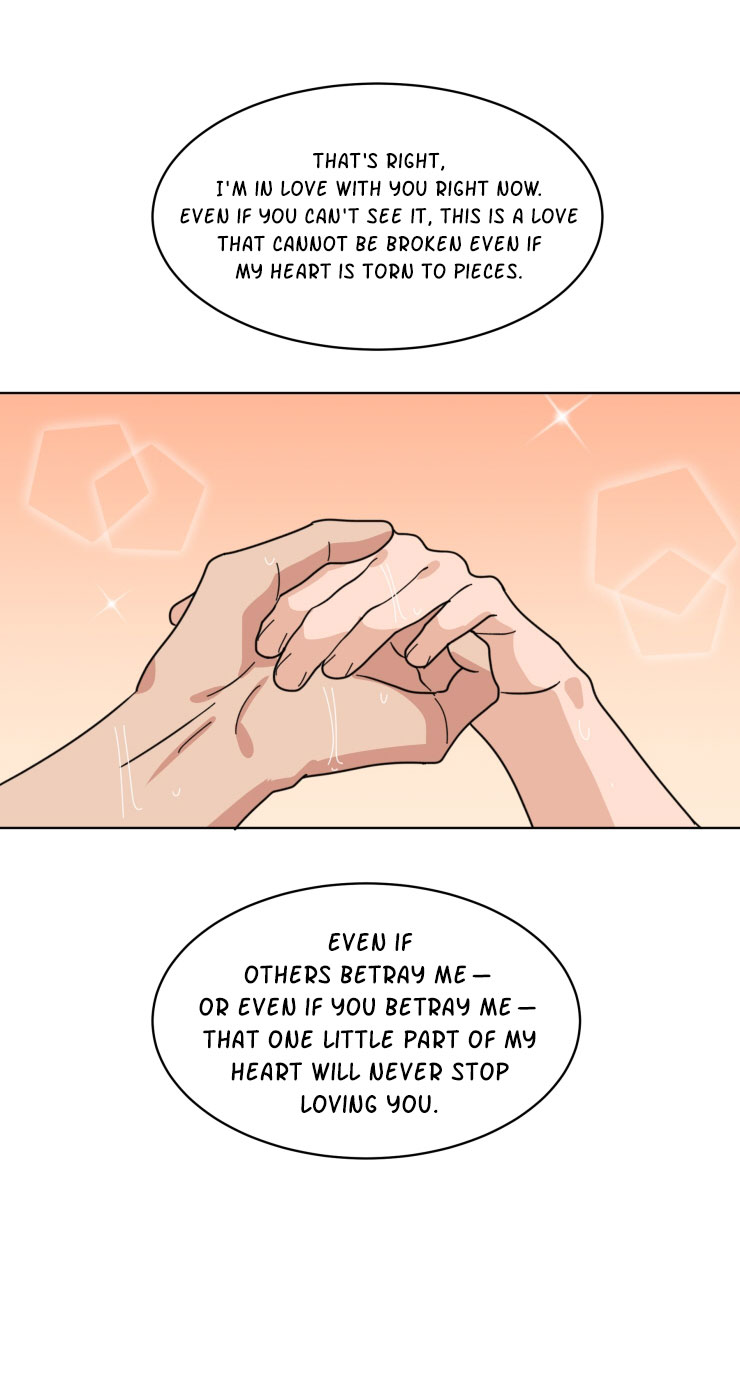 THAT'S RIGHT,
I'M IN LOVE WITH YOU RIGHT NOW.
EVEN IF YOU CAN'T SEE IT, THIS IS A LOVE
THAT CANNOT BE BROKEN EVEN IF
MY HEART IS TORN TO PIECES.
EVEN IF
OTHERS BETRAY ME—
OR EVEN IF YOU BETRAY ME—
THAT ONE LITTLE PART OF MY
HEART WILL NEVER STOP
LOVING YOU.